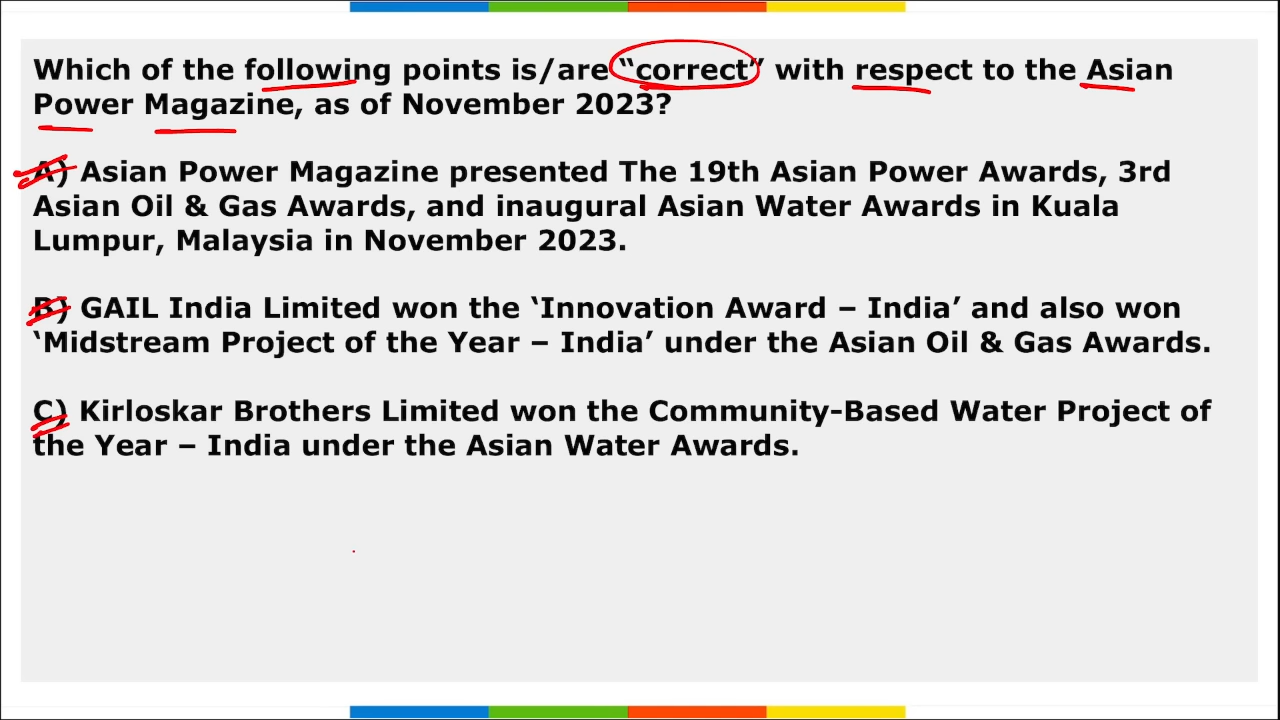 Which of the following points is/are “correct” with respect to the Asian
Power Magazine, as of November 2023?
A) Asian Power Magazine presented The 19th Asian Power Awards, 3rd
Asian Oil & Gas Awards, and inaugural Asian Water Awards in Kuala
Lumpur, Malaysia in November 2023.
B) GAIL India Limited won the ‘Innovation Award – India’ and also won
‘Midstream Project of the Year – India’ under the Asian Oil & Gas Awards.
C) Kirloskar Brothers Limited won the Community-Based Water Project of
the Year – India under the Asian Water Awards.